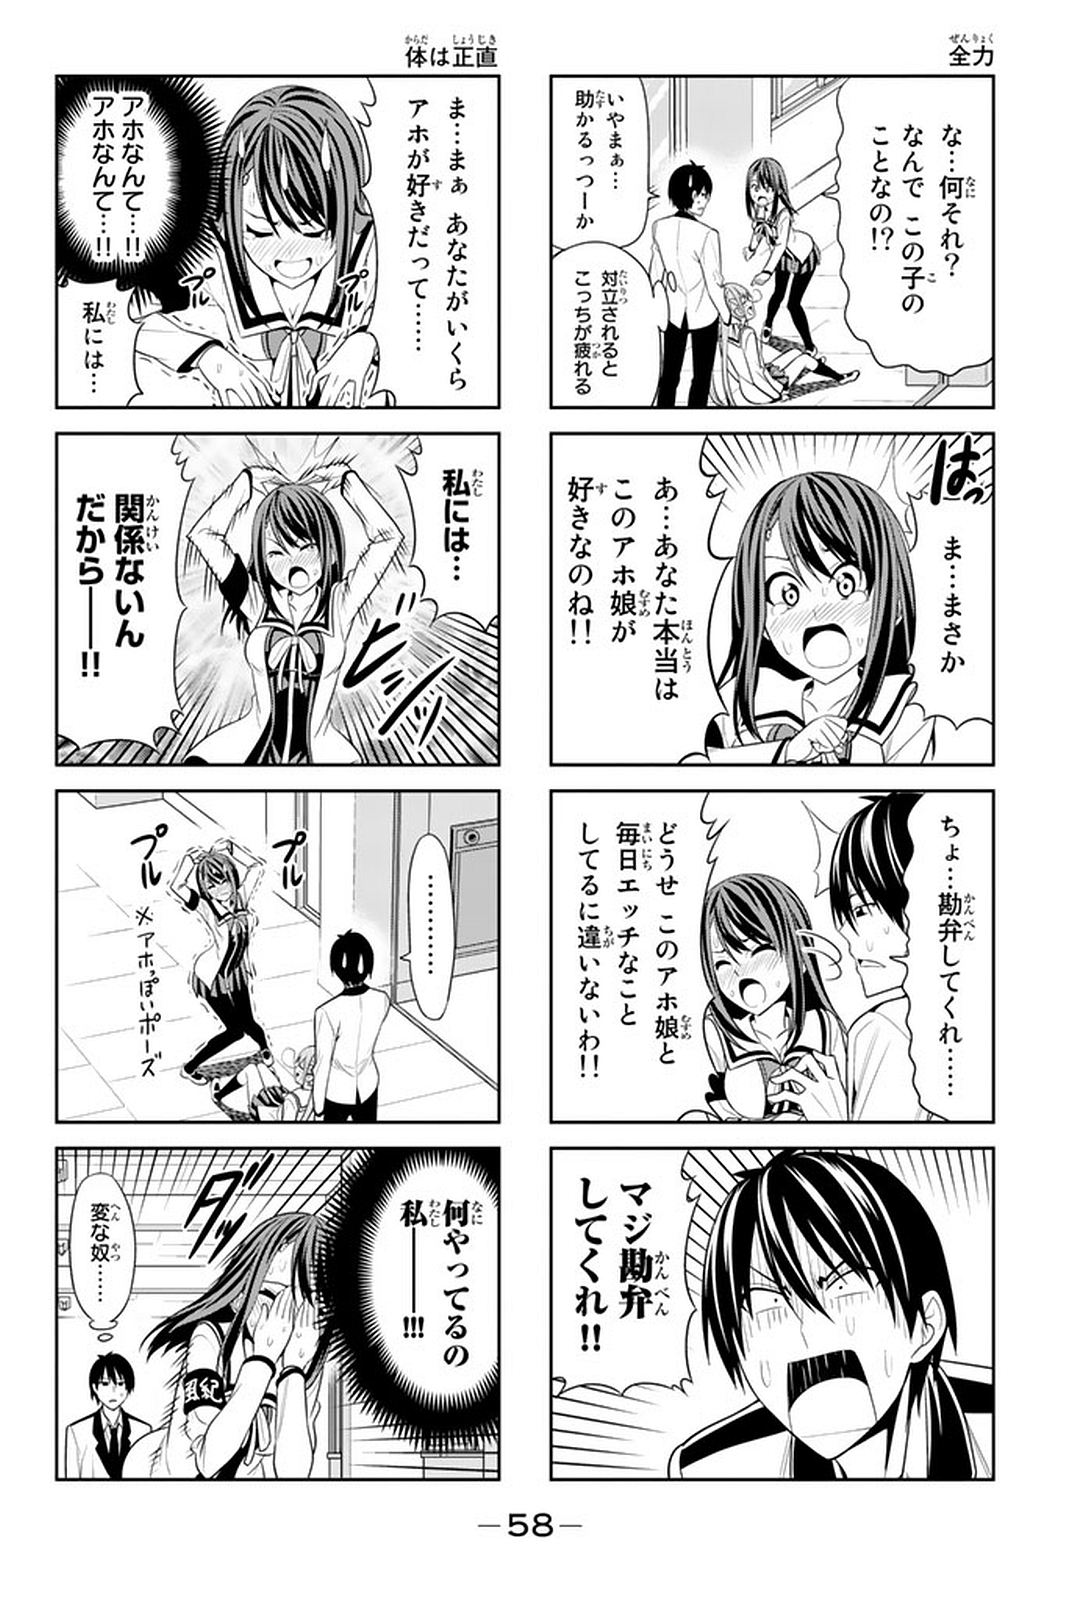 全力
な…何それ？
なんで この子の
ことなの!?
いやまぁ…
助かるっつーか
対立されると
こっちが疲れる
はっ
ま…まさか
あ…あなた本当は
このアホ娘が
好きなのね!!
ちょ…勘弁してくれ……
どうせ このアホ娘と
毎日エッチなこと
してるに違いないわ!!
マジ勘弁
してくれ!!
体は正直
ま…まぁ あなたがいくら
アホが好きだって……
プル
プル
アホなんて…!!
アホなんて…!!
私には…
私には…
関係ないん
だから――!!
ビシッ
………
プル
プル
プル
※アホっぽいポーズ
何やってるの
私――!!!
ダッ
変な奴……
風紀
－58－